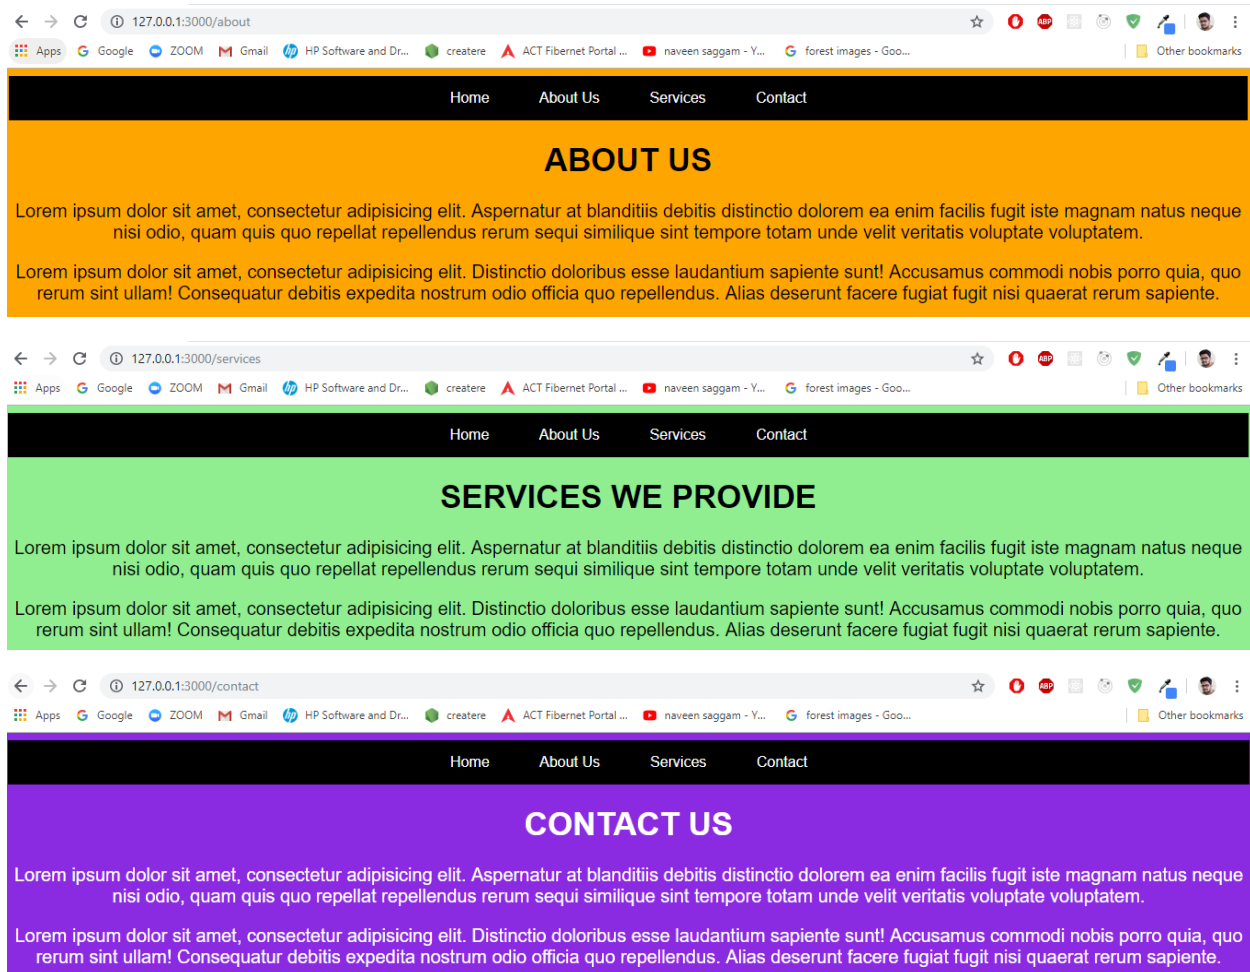 127.0.0.1:3000/about
ABP
Apps Google ZOOM Gmail HP Software and Dr... createre ACT Fibernet Portal ... naveen saggam - Y... forest images - Goo... Other bookmarks
Home About Us Services Contact
ABOUT US
Lorem ipsum dolor sit amet, consectetur adipisicing elit. Aspernatur at blanditiis debitis distinctio dolorem ea enim facilis fugit iste magnam natus neque
nisi odio, quam quis quo repellat repellendus rerum sequi similique sint tempore totam unde velit veritatis voluptate voluptatem.
Lorem ipsum dolor sit amet, consectetur adipisicing elit. Distinctio doloribus esse laudantium sapiente sunt! Accusamus commodi nobis porro quia, quo
rerum sint ullam! Consequatur debitis expedita nostrum odio officia quo repellendus. Alias deserunt facere fugiat fugit nisi quaerat rerum sapiente.
127.0.0.1:3000/services
ABP
Apps Google ZOOM Gmail HP Software and Dr... createre ACT Fibernet Portal ... naveen saggam - Y... forest images - Goo... Other bookmarks
Home About Us Services Contact
SERVICES WE PROVIDE
Lorem ipsum dolor sit amet, consectetur adipisicing elit. Aspernatur at blanditiis debitis distinctio dolorem ea enim facilis fugit iste magnam natus neque
nisi odio, quam quis quo repellat repellendus rerum sequi similique sint tempore totam unde velit veritatis voluptate voluptatem.
Lorem ipsum dolor sit amet, consectetur adipisicing elit. Distinctio doloribus esse laudantium sapiente sunt! Accusamus commodi nobis porro quia, quo
rerum sint ullam! Consequatur debitis expedita nostrum odio officia quo repellendus. Alias deserunt facere fugiat fugit nisi quaerat rerum sapiente.
127.0.0.1:3000/contact
ABP
Apps Google ZOOM Gmail HP Software and Dr... createre ACT Fibernet Portal ... naveen saggam - Y... forest images - Goo... Other bookmarks
Home About Us Services Contact
CONTACT US
Lorem ipsum dolor sit amet, consectetur adipisicing elit. Aspernatur at blanditiis debitis distinctio dolorem ea enim facilis fugit iste magnam natus neque
nisi odio, quam quis quo repellat repellendus rerum sequi similique sint tempore totam unde velit veritatis voluptate voluptatem.
Lorem ipsum dolor sit amet, consectetur adipisicing elit. Distinctio doloribus esse laudantium sapiente sunt! Accusamus commodi nobis porro quia, quo
rerum sint ullam! Consequatur debitis expedita nostrum odio officia quo repellendus. Alias deserunt facere fugiat fugit nisi quaerat rerum sapiente.